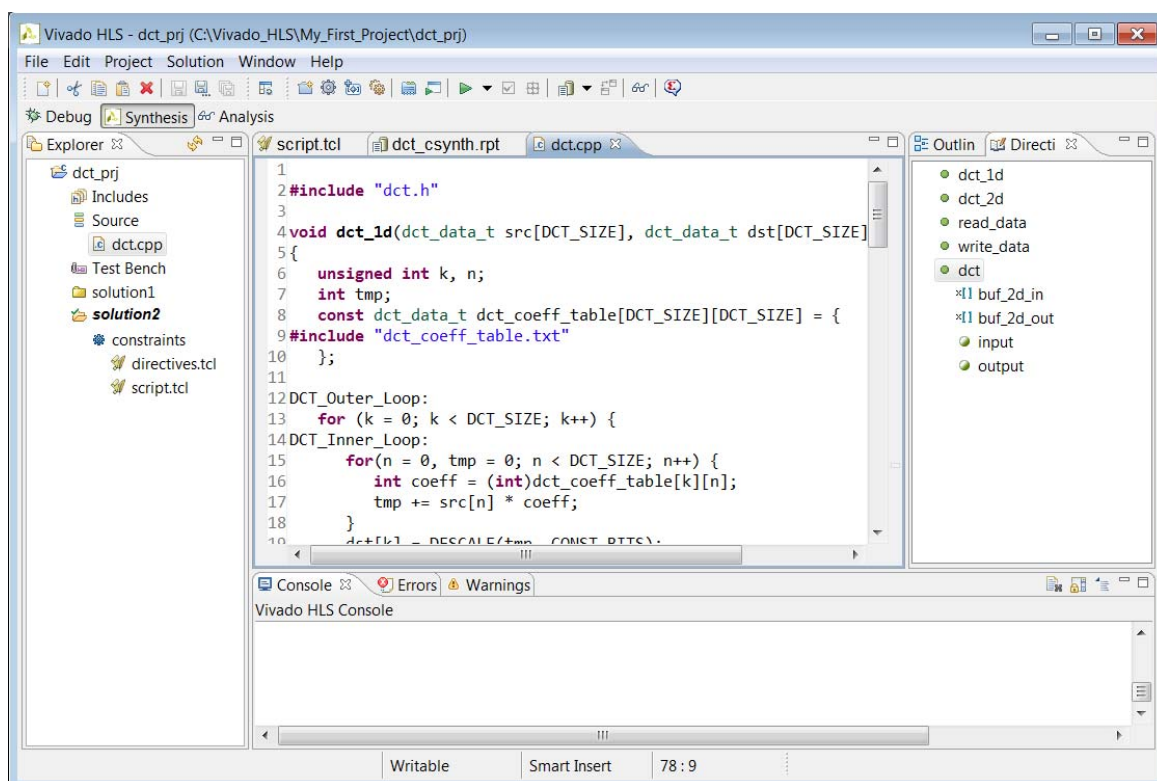 Vivado HLS - dct_prj (C:\Vivado_HLS\My_First_Project\dct_prj)
File Edit Project Solution Window Help
Debug Synthesis Analysis
Explorer
dct_prj
Includes
Source
dct.cpp
Test Bench
solution1
solution2
constraints
directives.tcl
script.tcl
script.tcl dct_csynth.rpt dct.cpp
1
2 #include "dct.h"
3
4 void dct_1d(dct_data_t src[DCT_SIZE], dct_data_t dst[DCT_SIZE]
5 {
6 unsigned int k, n;
7 int tmp;
8 const dct_data_t dct_coeff_table[DCT_SIZE][DCT_SIZE] = {
9 #include "dct_coeff_table.txt"
10 };
11
12 DCT_Outer_Loop:
13 for (k = 0; k < DCT_SIZE; k++) {
14 DCT_Inner_Loop:
15 for(n = 0, tmp = 0; n < DCT_SIZE; n++) {
16 int coeff = (int)dct_coeff_table[k][n];
17 tmp += src[n] * coeff;
18 }
19 dst[k] = DESCALE(tmp, CONST_BITS);
Outlin Directi
dct_1d
dct_2d
read_data
write_data
dct
buf_2d_in
buf_2d_out
input
output
Console Errors Warnings
Vivado HLS Console
Writable Smart Insert 78 : 9